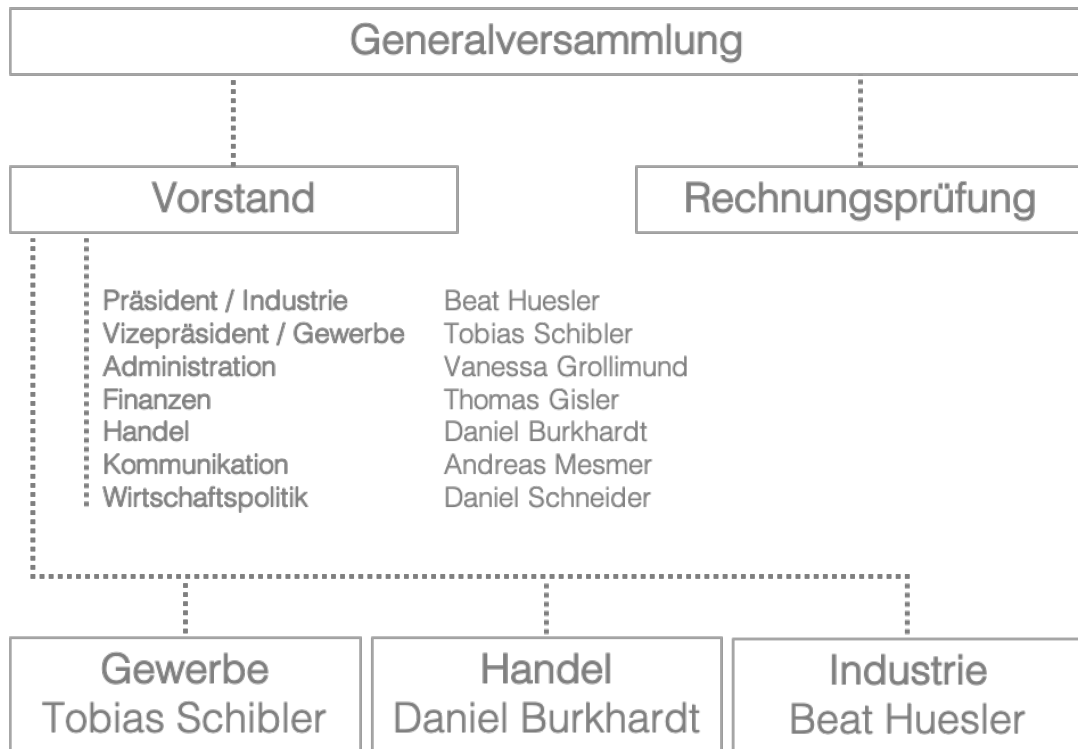 Generalversammlung
Vorstand
Rechnungsprüfung
Präsident / Industrie Beat Huesler
Vizepräsident / Gewerbe Tobias Schibler
Administration Vanessa Grollimund
Finanzen Thomas Gisler
Handel Daniel Burkhardt
Kommunikation Andreas Mesmer
Wirtschaftspolitik Daniel Schneider
Gewerbe
Tobias Schibler
Handel
Daniel Burkhardt
Industrie
Beat Huesler